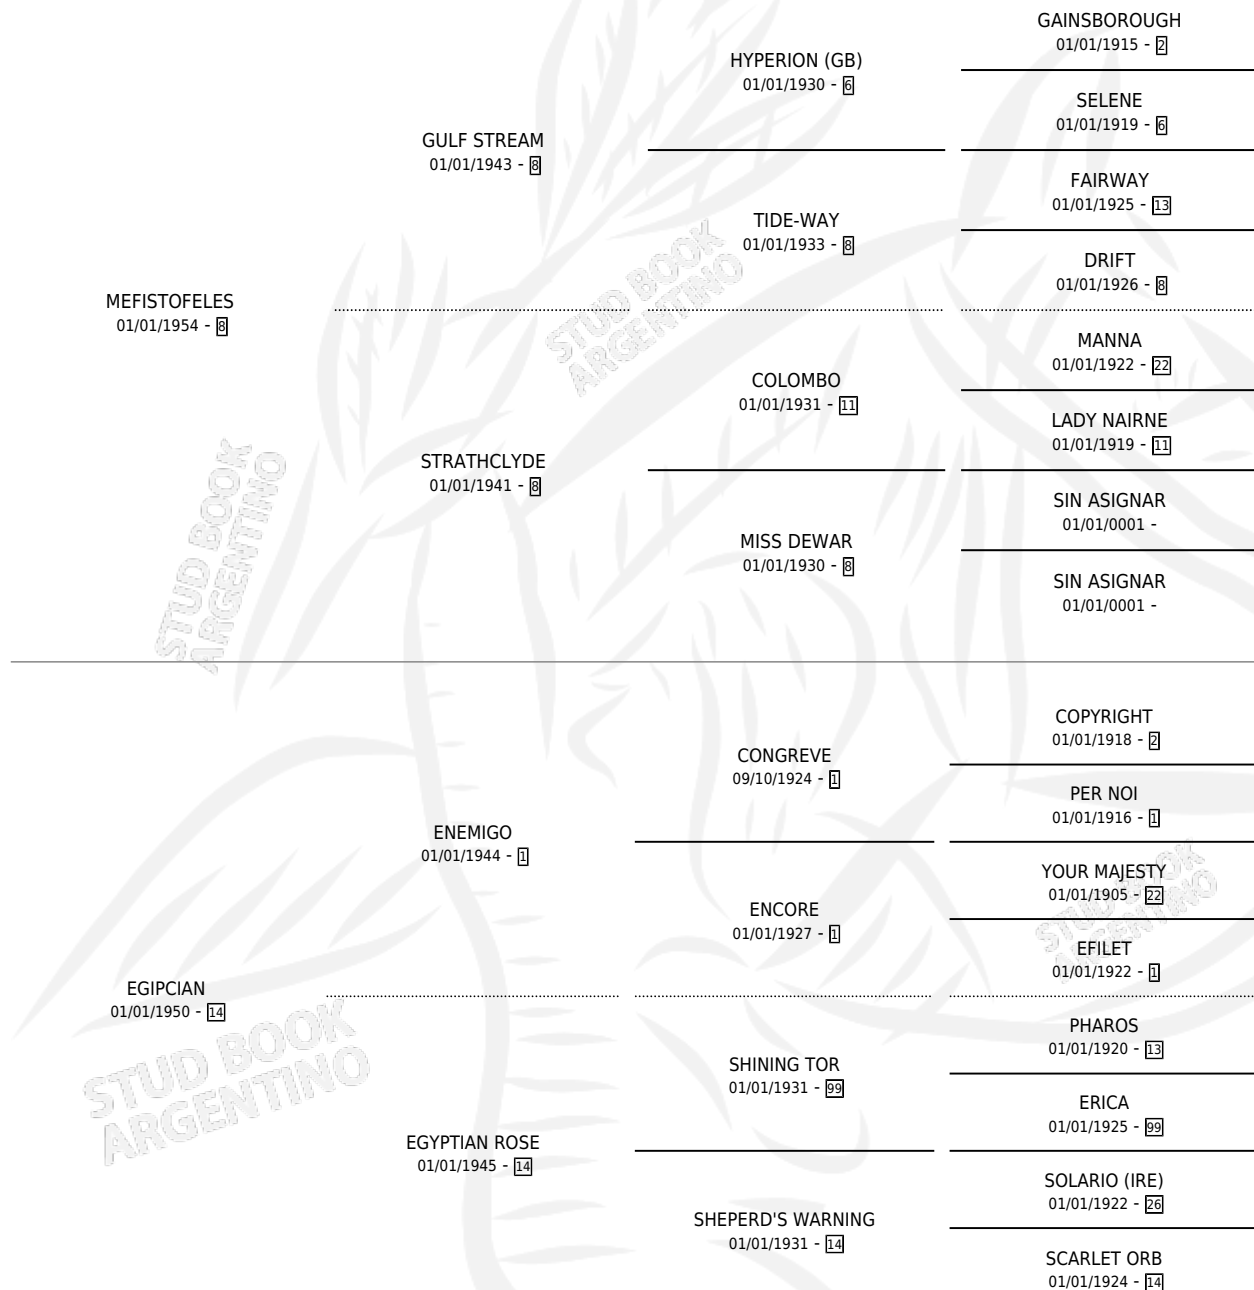 GAINSBOROUGH
01/01/1915 - 2
HYPERION (GB)
01/01/1930 - 6
SELENE
01/01/1919 - 6
GULF STREAM
01/01/1943 - 8
FAIRWAY
01/01/1925 - 13
TIDE-WAY
01/01/1933 - 8
DRIFT
01/01/1926 - 8
MEFISTOFELES
01/01/1954 - 8
MANNA
01/01/1922 - 22
COLOMBO
01/01/1931 - 11
LADY NAIRNE
01/01/1919 - 11
STRATHCLYDE
01/01/1941 - 8
SIN ASIGNAR
01/01/0001 -
MISS DEWAR
01/01/1930 - 8
SIN ASIGNAR
01/01/0001 -
COPYRIGHT
01/01/1918 - 2
CONGREVE
09/10/1924 - 1
PER NOI
01/01/1916 - 1
ENEMIGO
01/01/1944 - 1
YOUR MAJESTY
01/01/1905 - 22
ENCORE
01/01/1927 - 1
EFILET
01/01/1922 - 1
EGIPCIAN
01/01/1950 - 14
PHAROS
01/01/1920 - 13
SHINING TOR
01/01/1931 - 99
ERICA
01/01/1925 - 99
EGYPTIAN ROSE
01/01/1945 - 14
SOLARIO (IRE)
01/01/1922 - 26
SHEPERD'S WARNING
01/01/1931 - 14
SCARLET ORB
01/01/1924 - 14
STUD BOOK
ARGENTINO
STUD BOOK
ARGENTINO
STUD BOOK
ARGENTINO
STUD BOOK
ARGENTINO